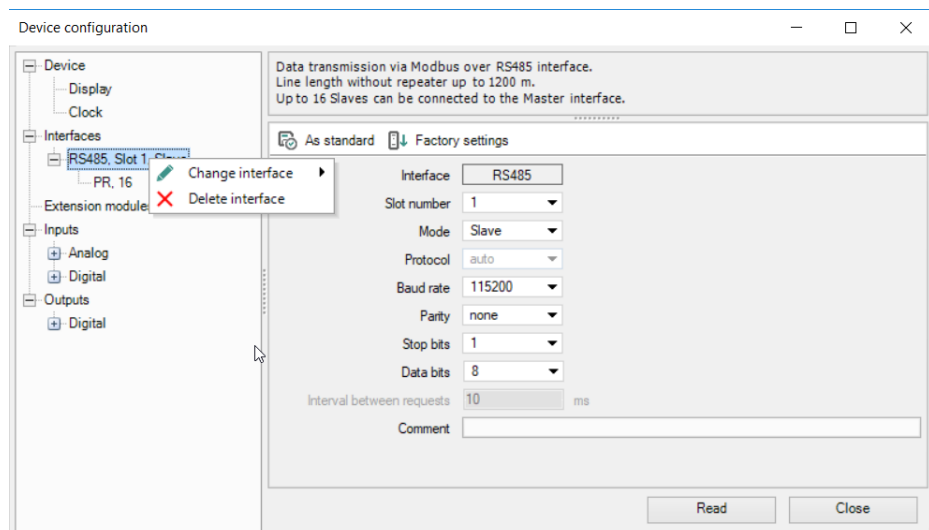 Device configuration
Device
Display
Clock
Interfaces
RS485, Slot 1, Slave
PR, 16
Extension module
Inputs
Analog
Digital
Outputs
Digital
Change interface
Delete interface
Data transmission via Modbus over RS485 interface.
Line length without repeater up to 1200 m.
Up to 16 Slaves can be connected to the Master interface.
As standard Factory settings
Interface RS485
Slot number 1
Mode Slave
Protocol auto
Baud rate 115200
Parity none
Stop bits 1
Data bits 8
Interval between requests 10 ms
Comment
Read Close